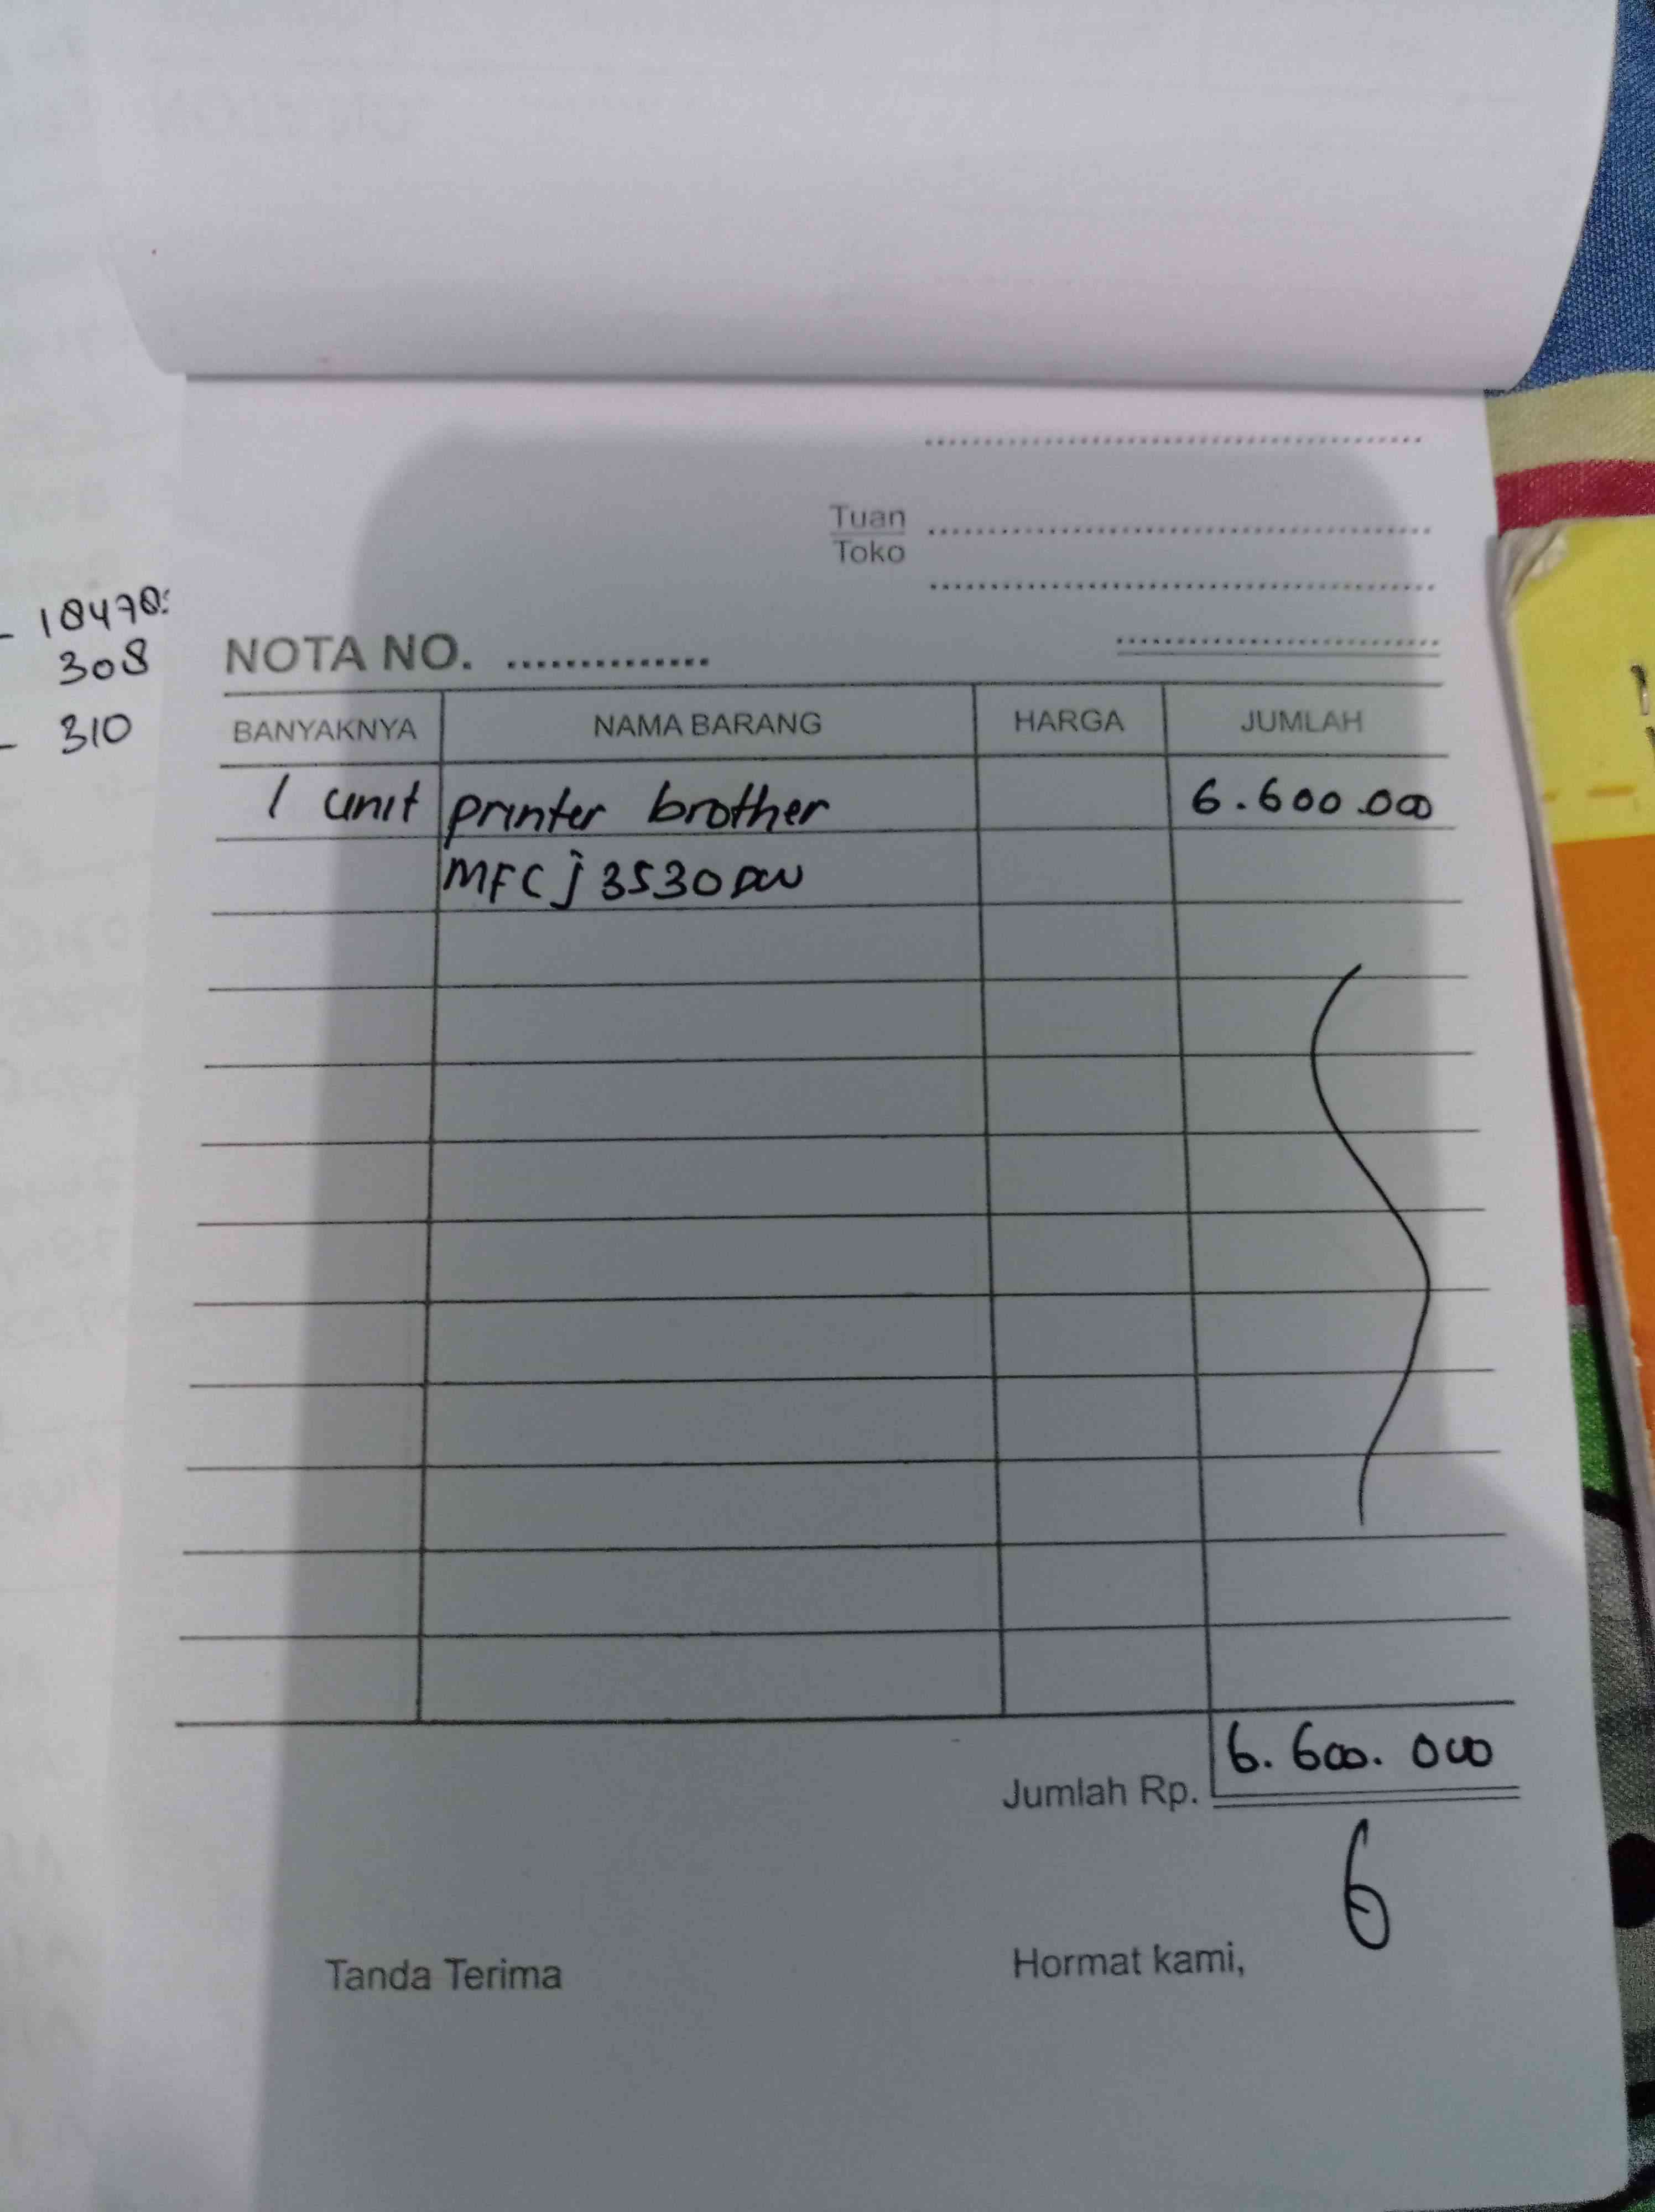 Tuan
Toko
- 18470
308
- 310
NOTA NO.
BANYAKNYA NAMA BARANG HARGA JUMLAH
1 unit printer brother 6.600.000
MFC j 3530 DW
Jumlah Rp. 6.600.000
Tanda Terima Hormat kami,